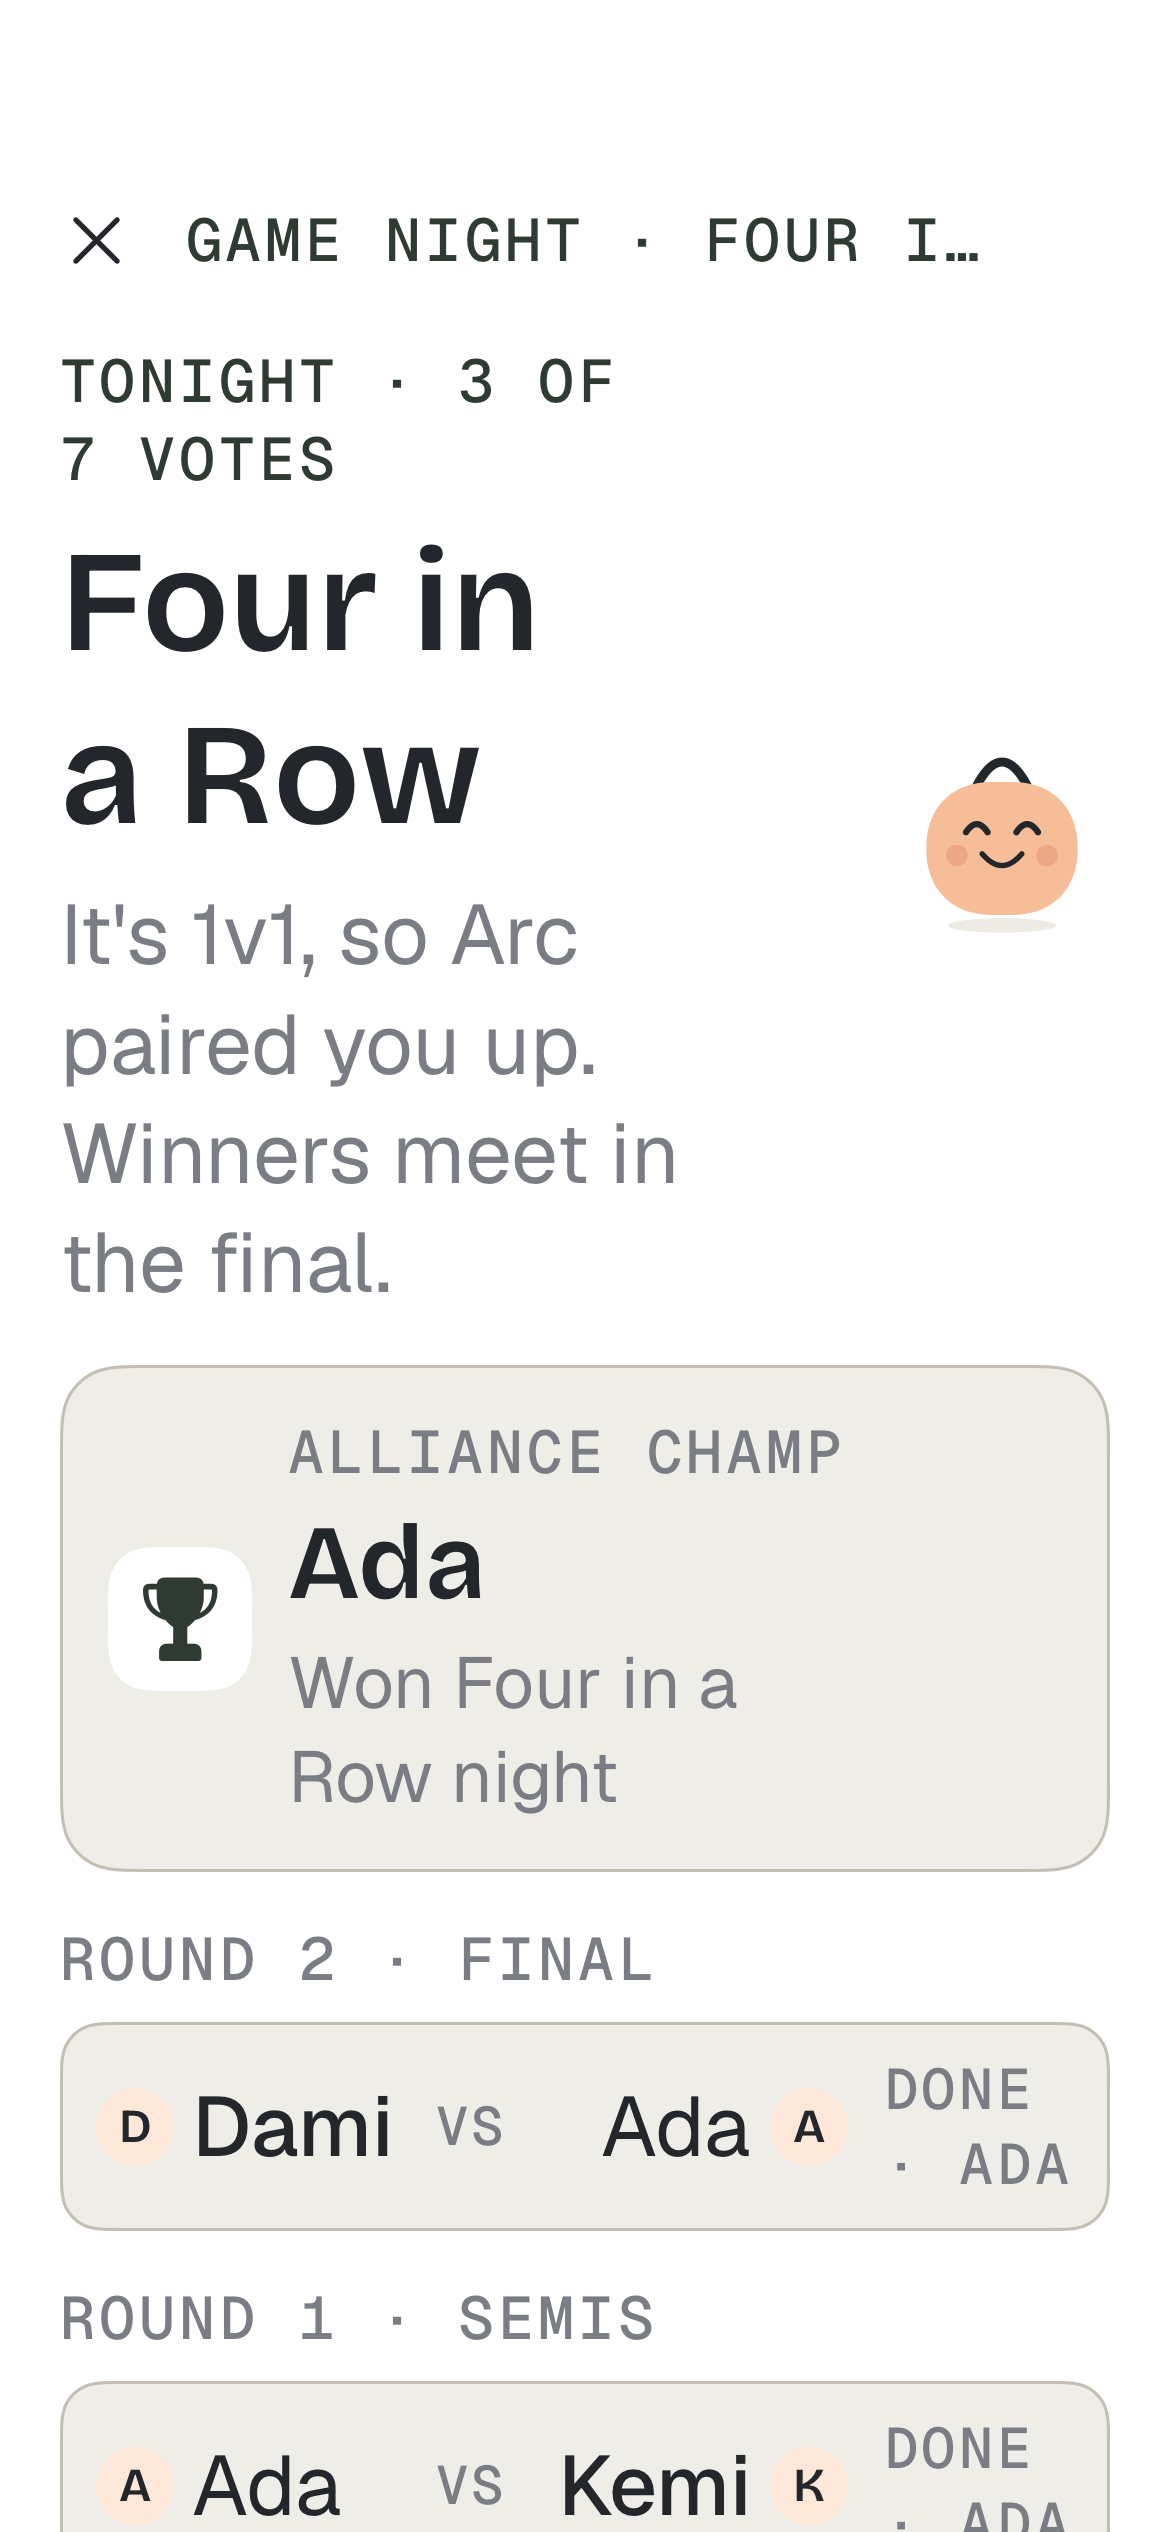 GAME NIGHT · FOUR I…
TONIGHT · 3 OF
7 VOTES
Four in
a Row
It's 1v1, so Arc
paired you up.
Winners meet in
the final.
ALLIANCE CHAMP
Ada
Won Four in a
Row night
ROUND 2 · FINAL
D Dami VS Ada A DONE
· ADA
ROUND 1 · SEMIS
A Ada VS Kemi K DONE
· ADA